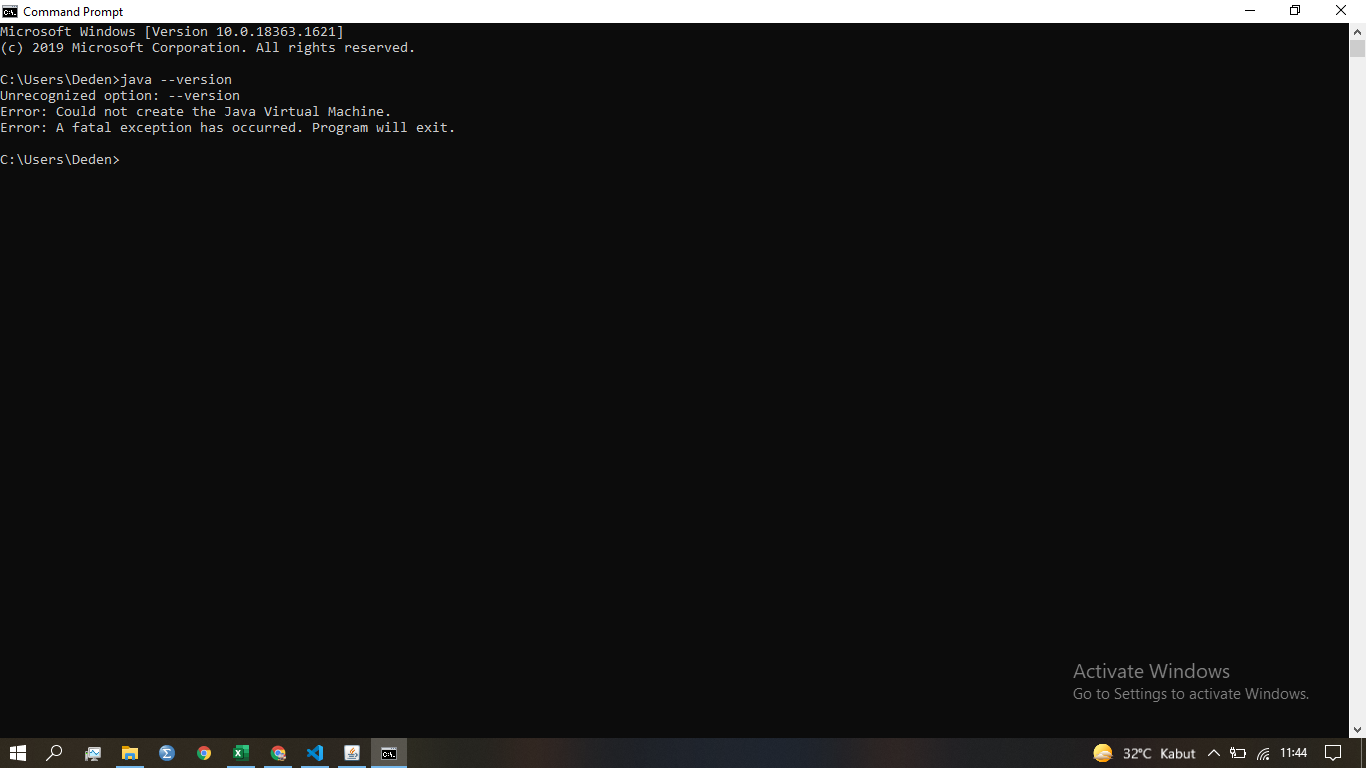 Command Prompt
Microsoft Windows [Version 10.0.18363.1621]
(c) 2019 Microsoft Corporation. All rights reserved.
C:\Users\Deden>java --version
Unrecognized option: --version
Error: Could not create the Java Virtual Machine.
Error: A fatal exception has occurred. Program will exit.
C:\Users\Deden>
Activate Windows
Go to Settings to activate Windows.
32°C Kabut 11:44